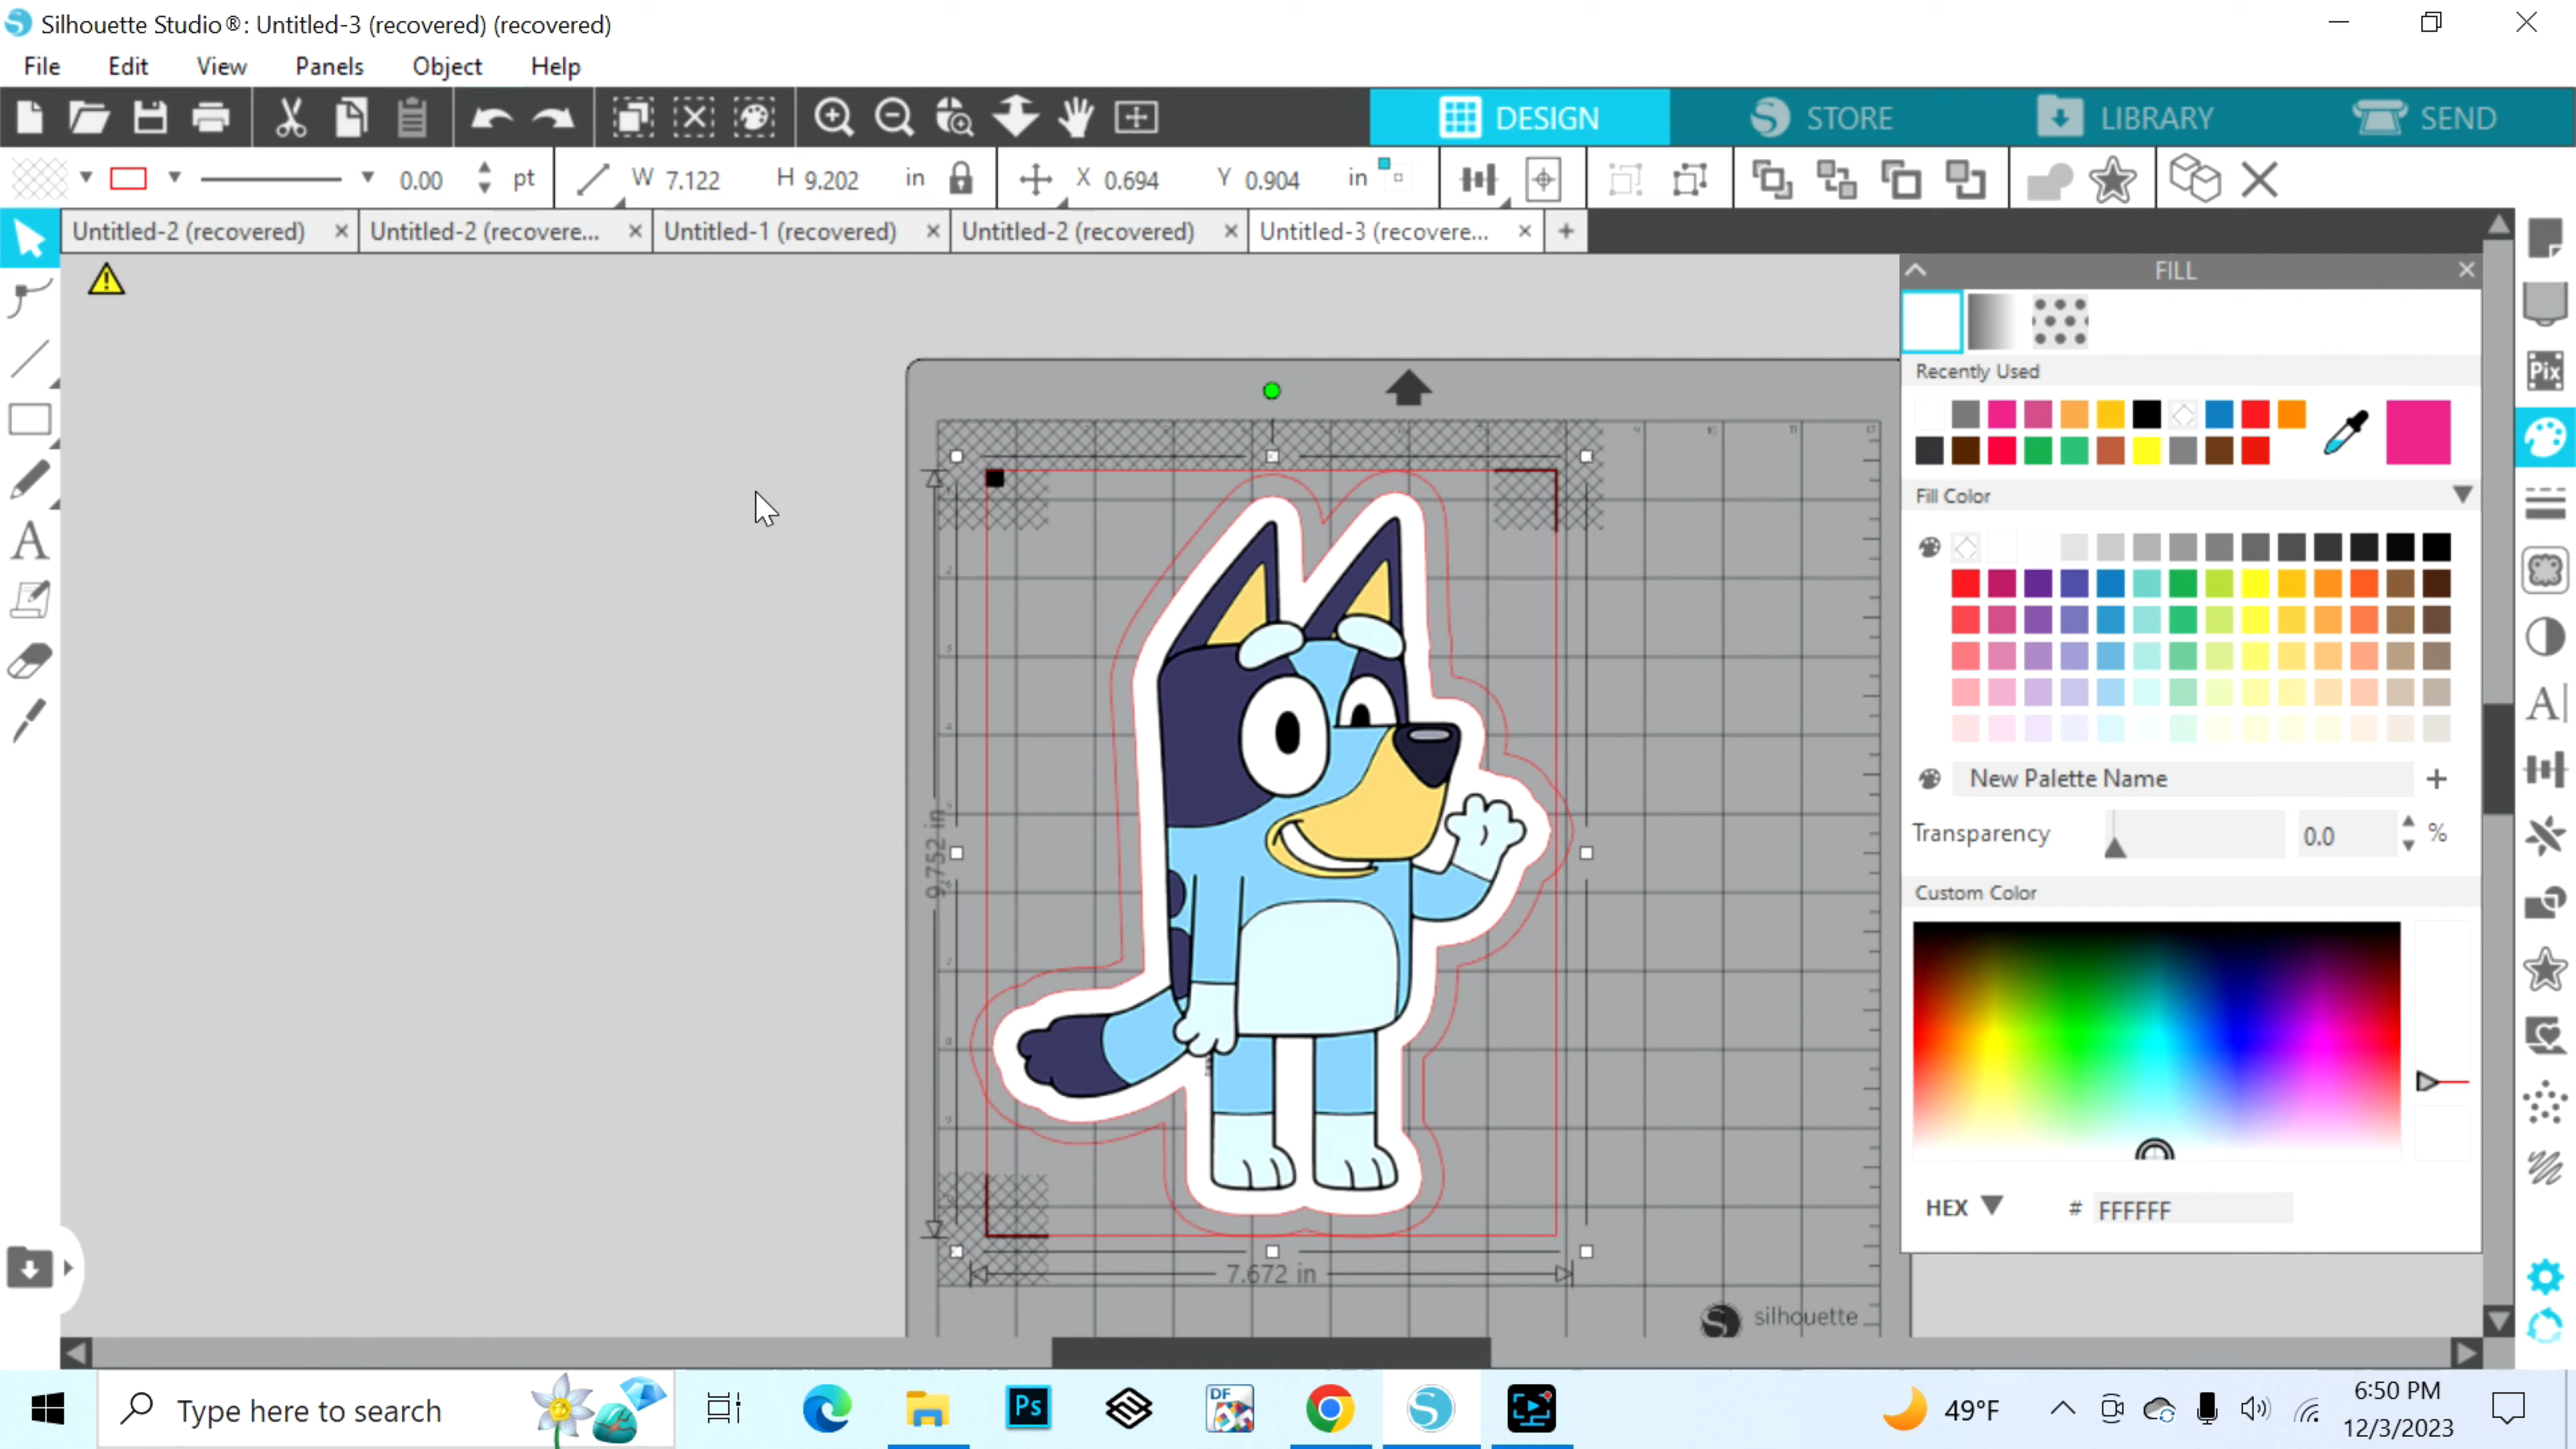 Silhouette Studio®: Untitled-3 (recovered) (recovered)
File Edit View Panels Object Help
DESIGN STORE LIBRARY SEND
0.00 pt W 7.122 H 9.202 in X 0.694 Y 0.904 in
Untitled-2 (recovered) Untitled-2 (recovere... Untitled-1 (recovered) Untitled-2 (recovered) Untitled-3 (recovere...
FILL
Pix
Recently Used
Fill Color
New Palette Name
Transparency 0.0 %
Custom Color
HEX # FFFFFF
9.752 in
7.672 in
silhouette
Type here to search
Ps
DF
49°F
6:50 PM
12/3/2023